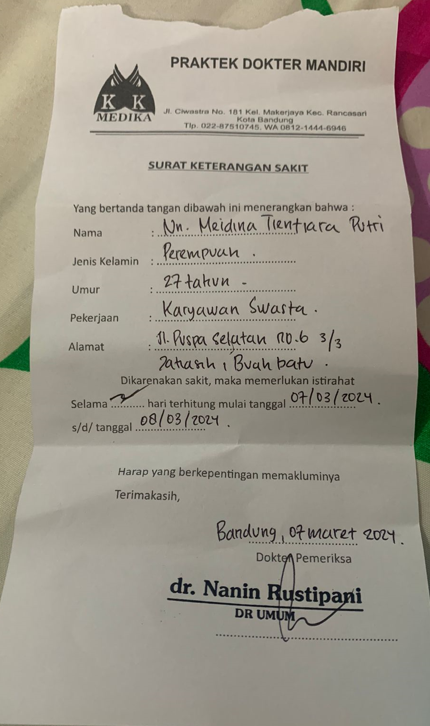 PRAKTEK DOKTER MANDIRI
K K
MEDIKA
Jl. Ciwastra No. 181 Kel. Mekarjaya Kec. Rancasari
Kota Bandung
Tlp. 022-87510745, WA 0812-1444-6946
SURAT KETERANGAN SAKIT
Yang bertanda tangan dibawah ini menerangkan bahwa :
Nama : Nn. Meidina Tientiara Putri
Jenis Kelamin : Perempuan .
Umur : 27 tahun -
Pekerjaan : Karyawan Swasta .
Alamat : Jl. Puspa Selatan no.6 3/3
Jatiasih, Buah batu .
Dikarenakan sakit, maka memerlukan istirahat
Selama .......... hari terhitung mulai tanggal 07/03/2024 .
s/d/ tanggal 08/03/2024 .
Harap yang berkepentingan memakluminya
Terimakasih,
Bandung, 07 maret 2024 .
Dokter Pemeriksa
dr. Nanin Rustipani
DR UMUM